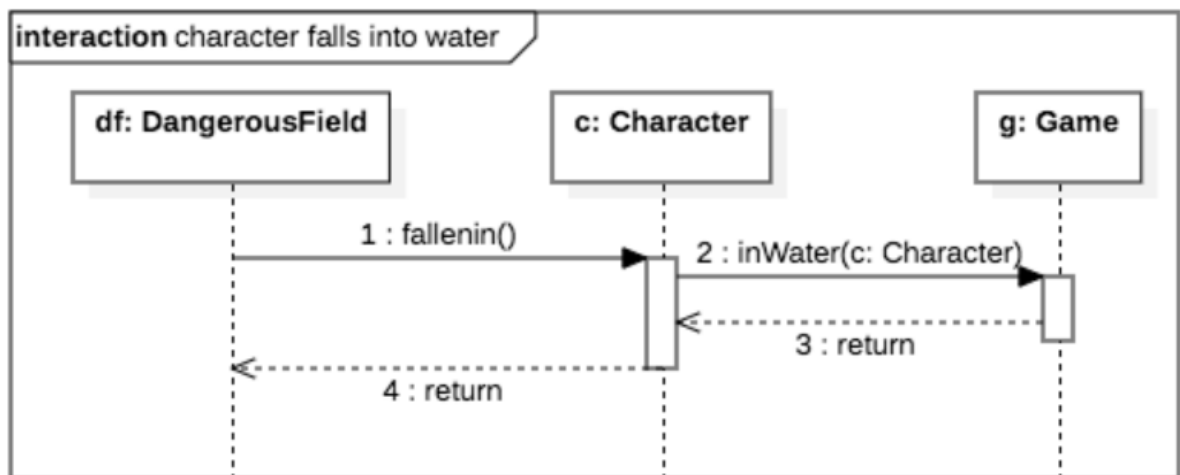 interaction character falls into water
df: DangerousField
c: Character
g: Game
1 : fallenin()
2 : inWater(c: Character)
3 : return
4 : return